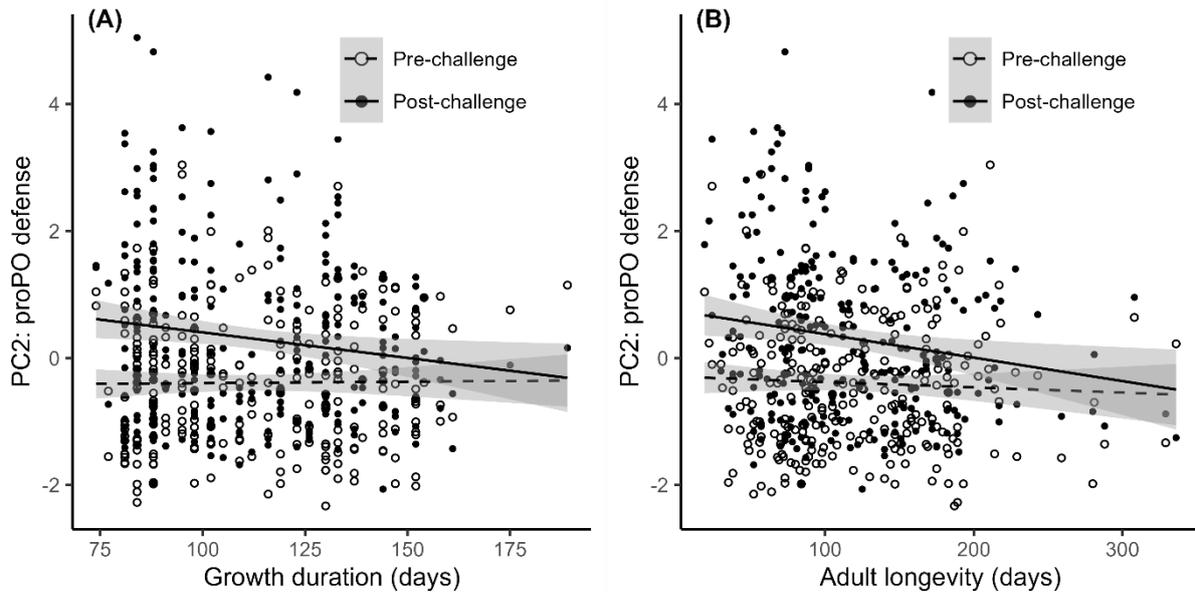 (A)
Pre-challenge
Post-challenge
PC2: proPO defense
4
2
0
-2
75 100 125 150 175
Growth duration (days)
(B)
Pre-challenge
Post-challenge
PC2: proPO defense
4
2
0
-2
100 200 300
Adult longevity (days)